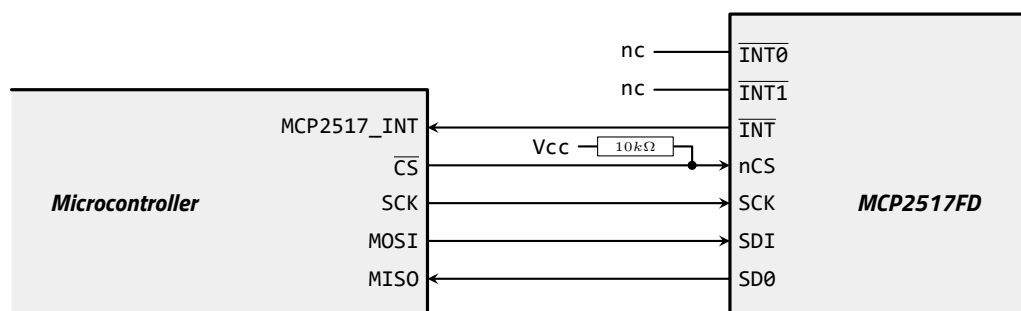 nc INT0
nc INT1
MCP2517_INT INT
Vcc 10kΩ
CS nCS
Microcontroller SCK SCK MCP2517FD
MOSI SDI
MISO SD0